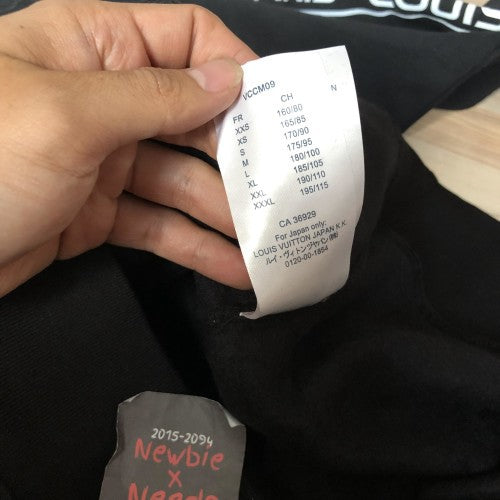 LOUIS
VCCM09
FR CH N
XXS 160/80
XS 165/85
S 170/90
M 175/95
L 180/100
XL 185/105
XXL 190/110
XXXL 195/115
CA 36929
For Japan only:
LOUIS VUITTON JAPAN K.K.
ルイ・ヴィトンジャパン㈱
0120-00-1854
2015-2094
Newbie
x
Needs